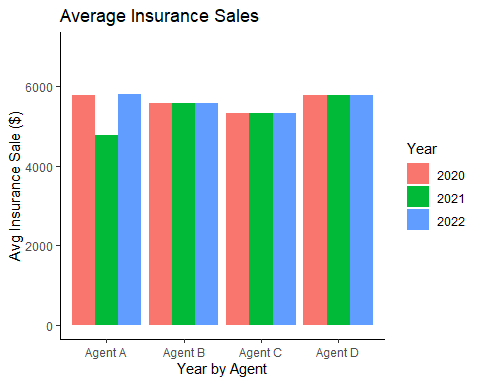 Average Insurance Sales
Avg Insurance Sale ($)
6000
4000
2000
0
Agent A Agent B Agent C Agent D
Year by Agent
Year
2020
2021
2022